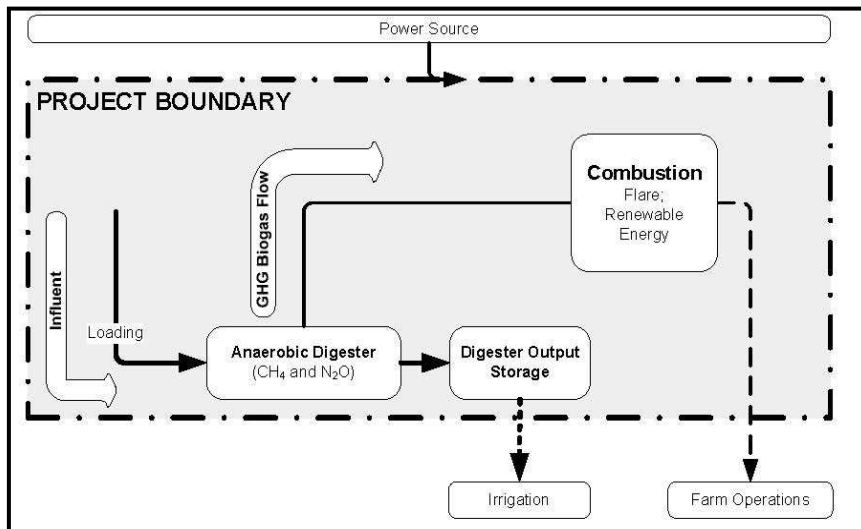 Power Source
PROJECT BOUNDARY
Combustion
Flare;
Renewable
Energy
GHG Biogas Flow
Influent
Loading
Anaerobic Digester
(CH₄ and N₂O)
Digester Output
Storage
Irrigation
Farm Operations